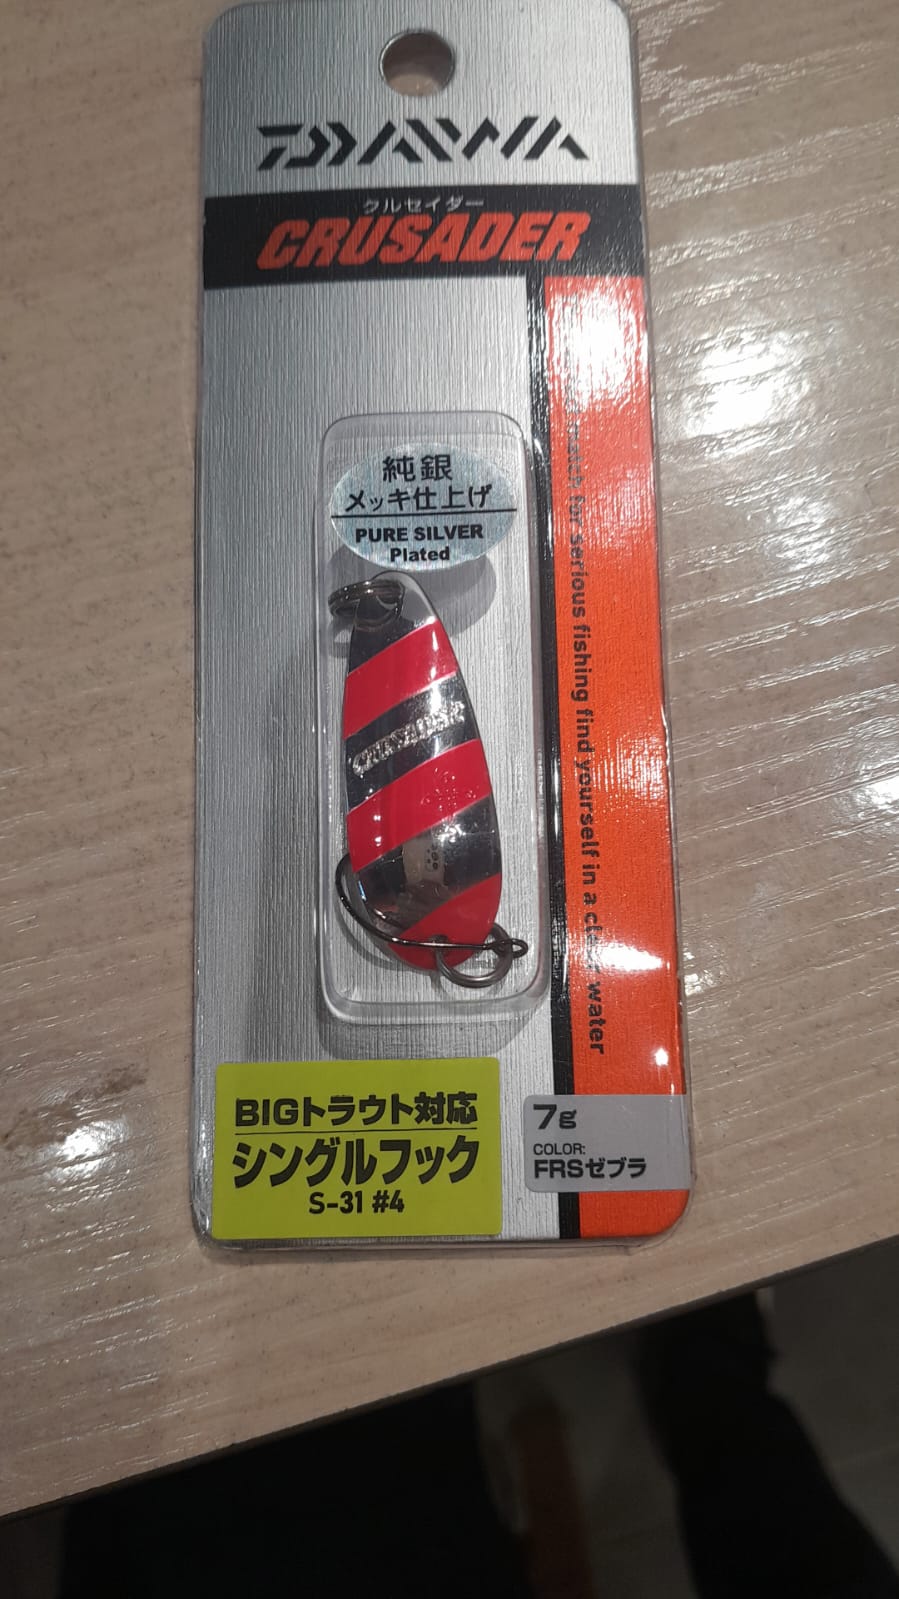 DAIWA
クルセイダー
CRUSADER
純銀
メッキ仕上げ
PURE SILVER
Plated
CRUSADER
match for serious fishing find yourself in a clear water
BIGトラウト対応
シングルフック
S-31 #4
7g
COLOR:
FRSゼブラ